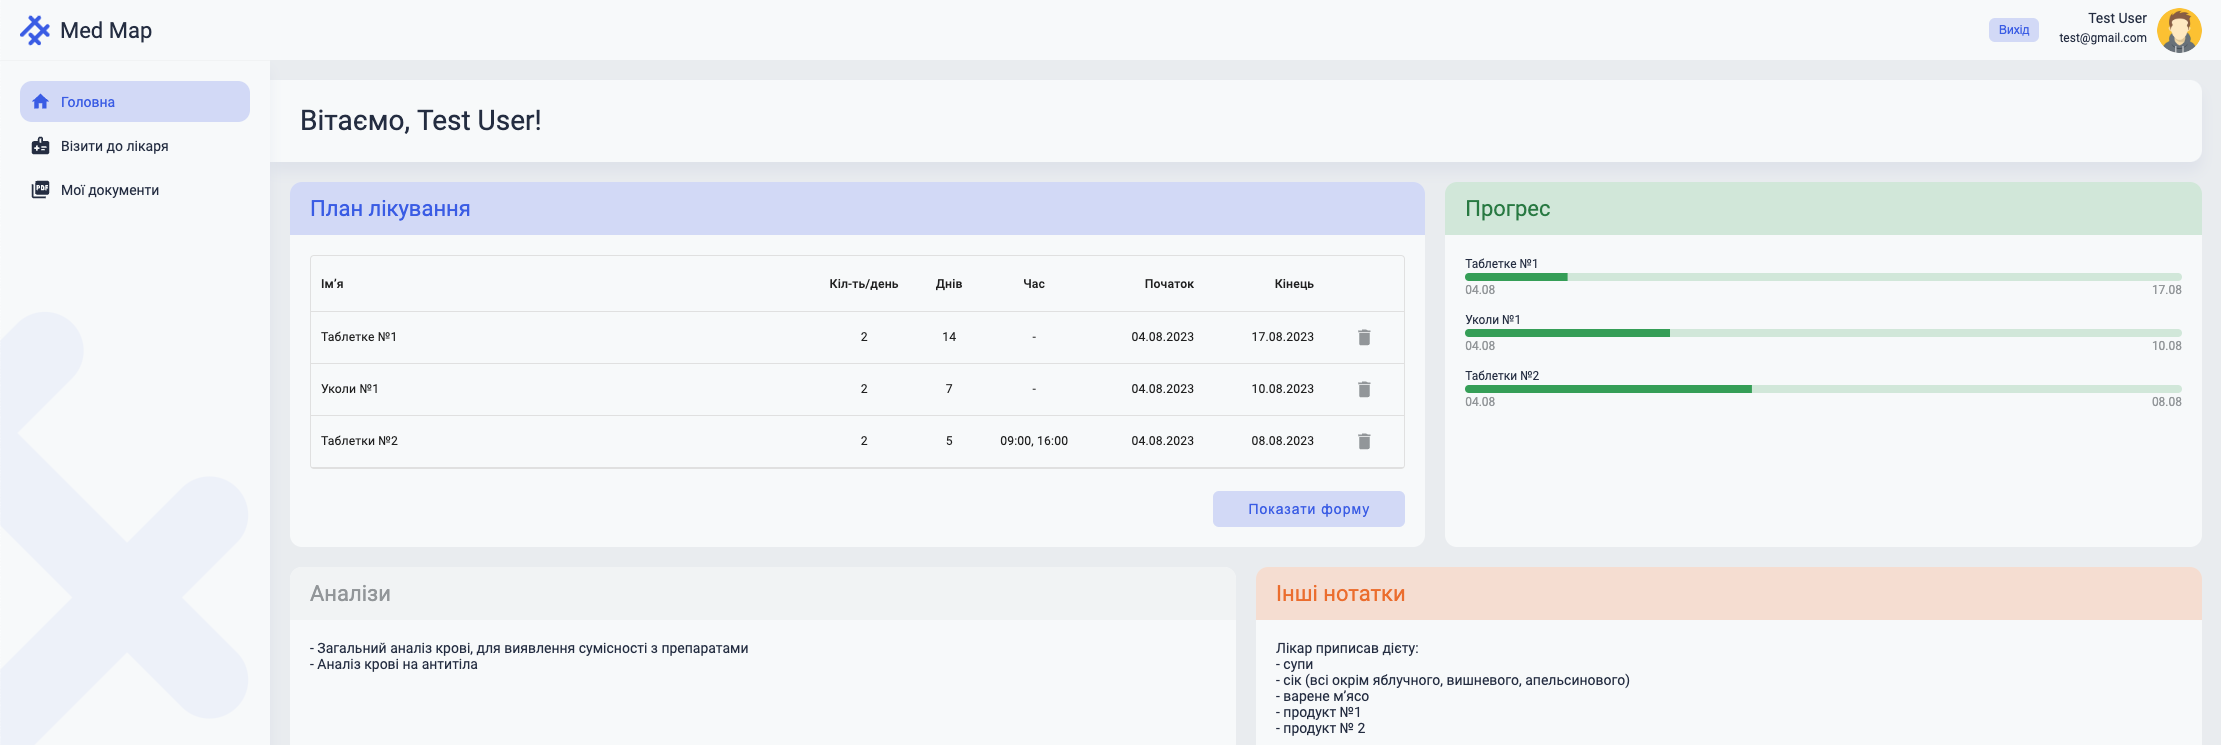 Med Map
Вихід
Test User
test@gmail.com
Головна
Візити до лікаря
PDF
Мої документи
Вітаємо, Test User!
План лікування
Ім'я Кіл-ть/день Днів Час Початок Кінець
Таблетке №1 2 14 - 04.08.2023 17.08.2023
Уколи №1 2 7 - 04.08.2023 10.08.2023
Таблетки №2 2 5 09:00, 16:00 04.08.2023 08.08.2023
Показати форму
Прогрес
Таблетке №1
04.08 17.08
Уколи №1
04.08 10.08
Таблетки №2
04.08 08.08
Аналізи
- Загальний аналіз крові, для виявлення сумісності з препаратами
- Аналіз крові на антитіла
Інші нотатки
Лікар приписав дієту:
- супи
- сік (всі окрім яблучного, вишневого, апельсинового)
- варене м'ясо
- продукт №1
- продукт № 2